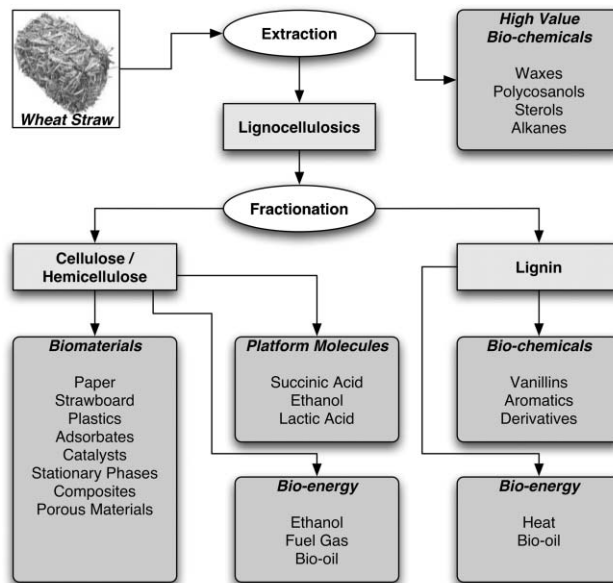 Wheat Straw
Extraction
High Value
Bio-chemicals
Waxes
Polycosanols
Sterols
Alkanes
Lignocellulosics
Fractionation
Cellulose /
Hemicellulose
Lignin
Biomaterials
Paper
Strawboard
Plastics
Adsorbates
Catalysts
Stationary Phases
Composites
Porous Materials
Platform Molecules
Succinic Acid
Ethanol
Lactic Acid
Bio-chemicals
Vanillins
Aromatics
Derivatives
Bio-energy
Ethanol
Fuel Gas
Bio-oil
Bio-energy
Heat
Bio-oil